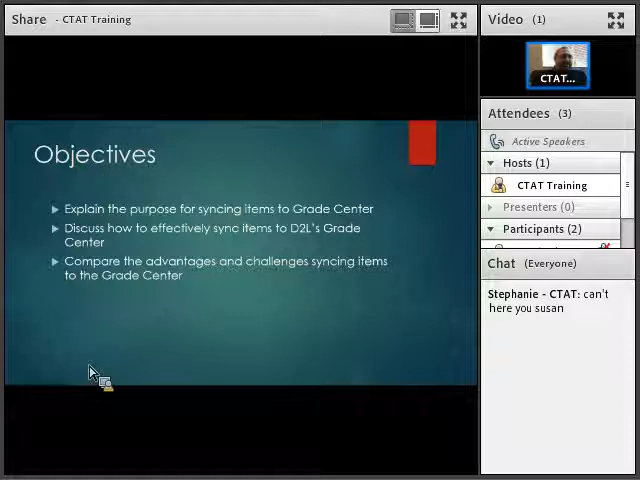 Share - CTAT Training
Objectives
Explain the purpose for syncing items to Grade Center
Discuss how to effectively sync items to D2L's Grade
Center
Compare the advantages and challenges syncing items
to the Grade Center
Video (1)
CTAT...
Attendees (3)
Active Speakers
Hosts (1)
CTAT Training
Presenters (0)
Participants (2)
Chat (Everyone)
Stephanie - CTAT: can't
here you susan